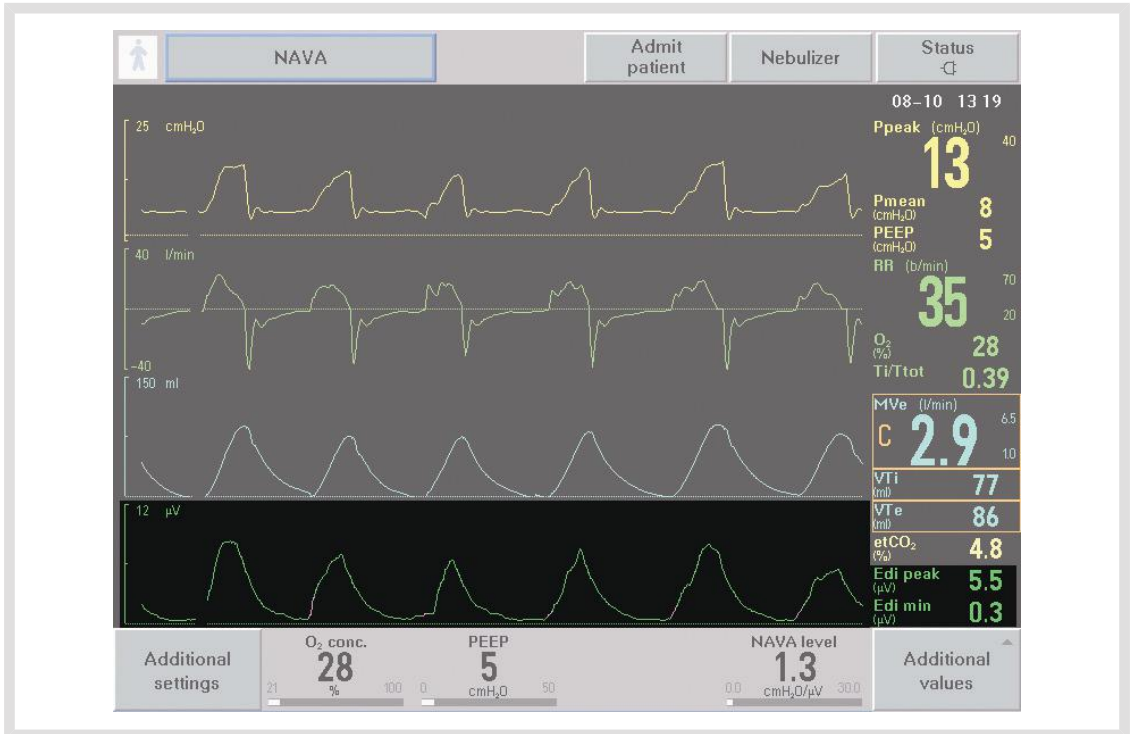 NAVA
Admit
patient
Nebulizer
Status
08-10 13 19
25 cmH₂O
Ppeak (cmH₂O)
40
13
Pmean
(cmH₂O)
8
PEEP
(cmH₂O)
5
40 l/min
RR (b/min)
70
35
20
O₂
(%)
28
-40
Ti/Ttot
0.39
150 ml
MVe (l/min)
6.5
C 2.9
1.0
VTi
(ml)
77
VTe
(ml)
86
12 µV
etCO₂
(%)
4.8
Edi peak
(µV)
5.5
Edi min
(µV)
0.3
Additional
settings
O₂ conc.
28
21 % 100
PEEP
5
0 cmH₂O 50
NAVA level
1.3
0.0 cmH₂O/µV 30.0
Additional
values